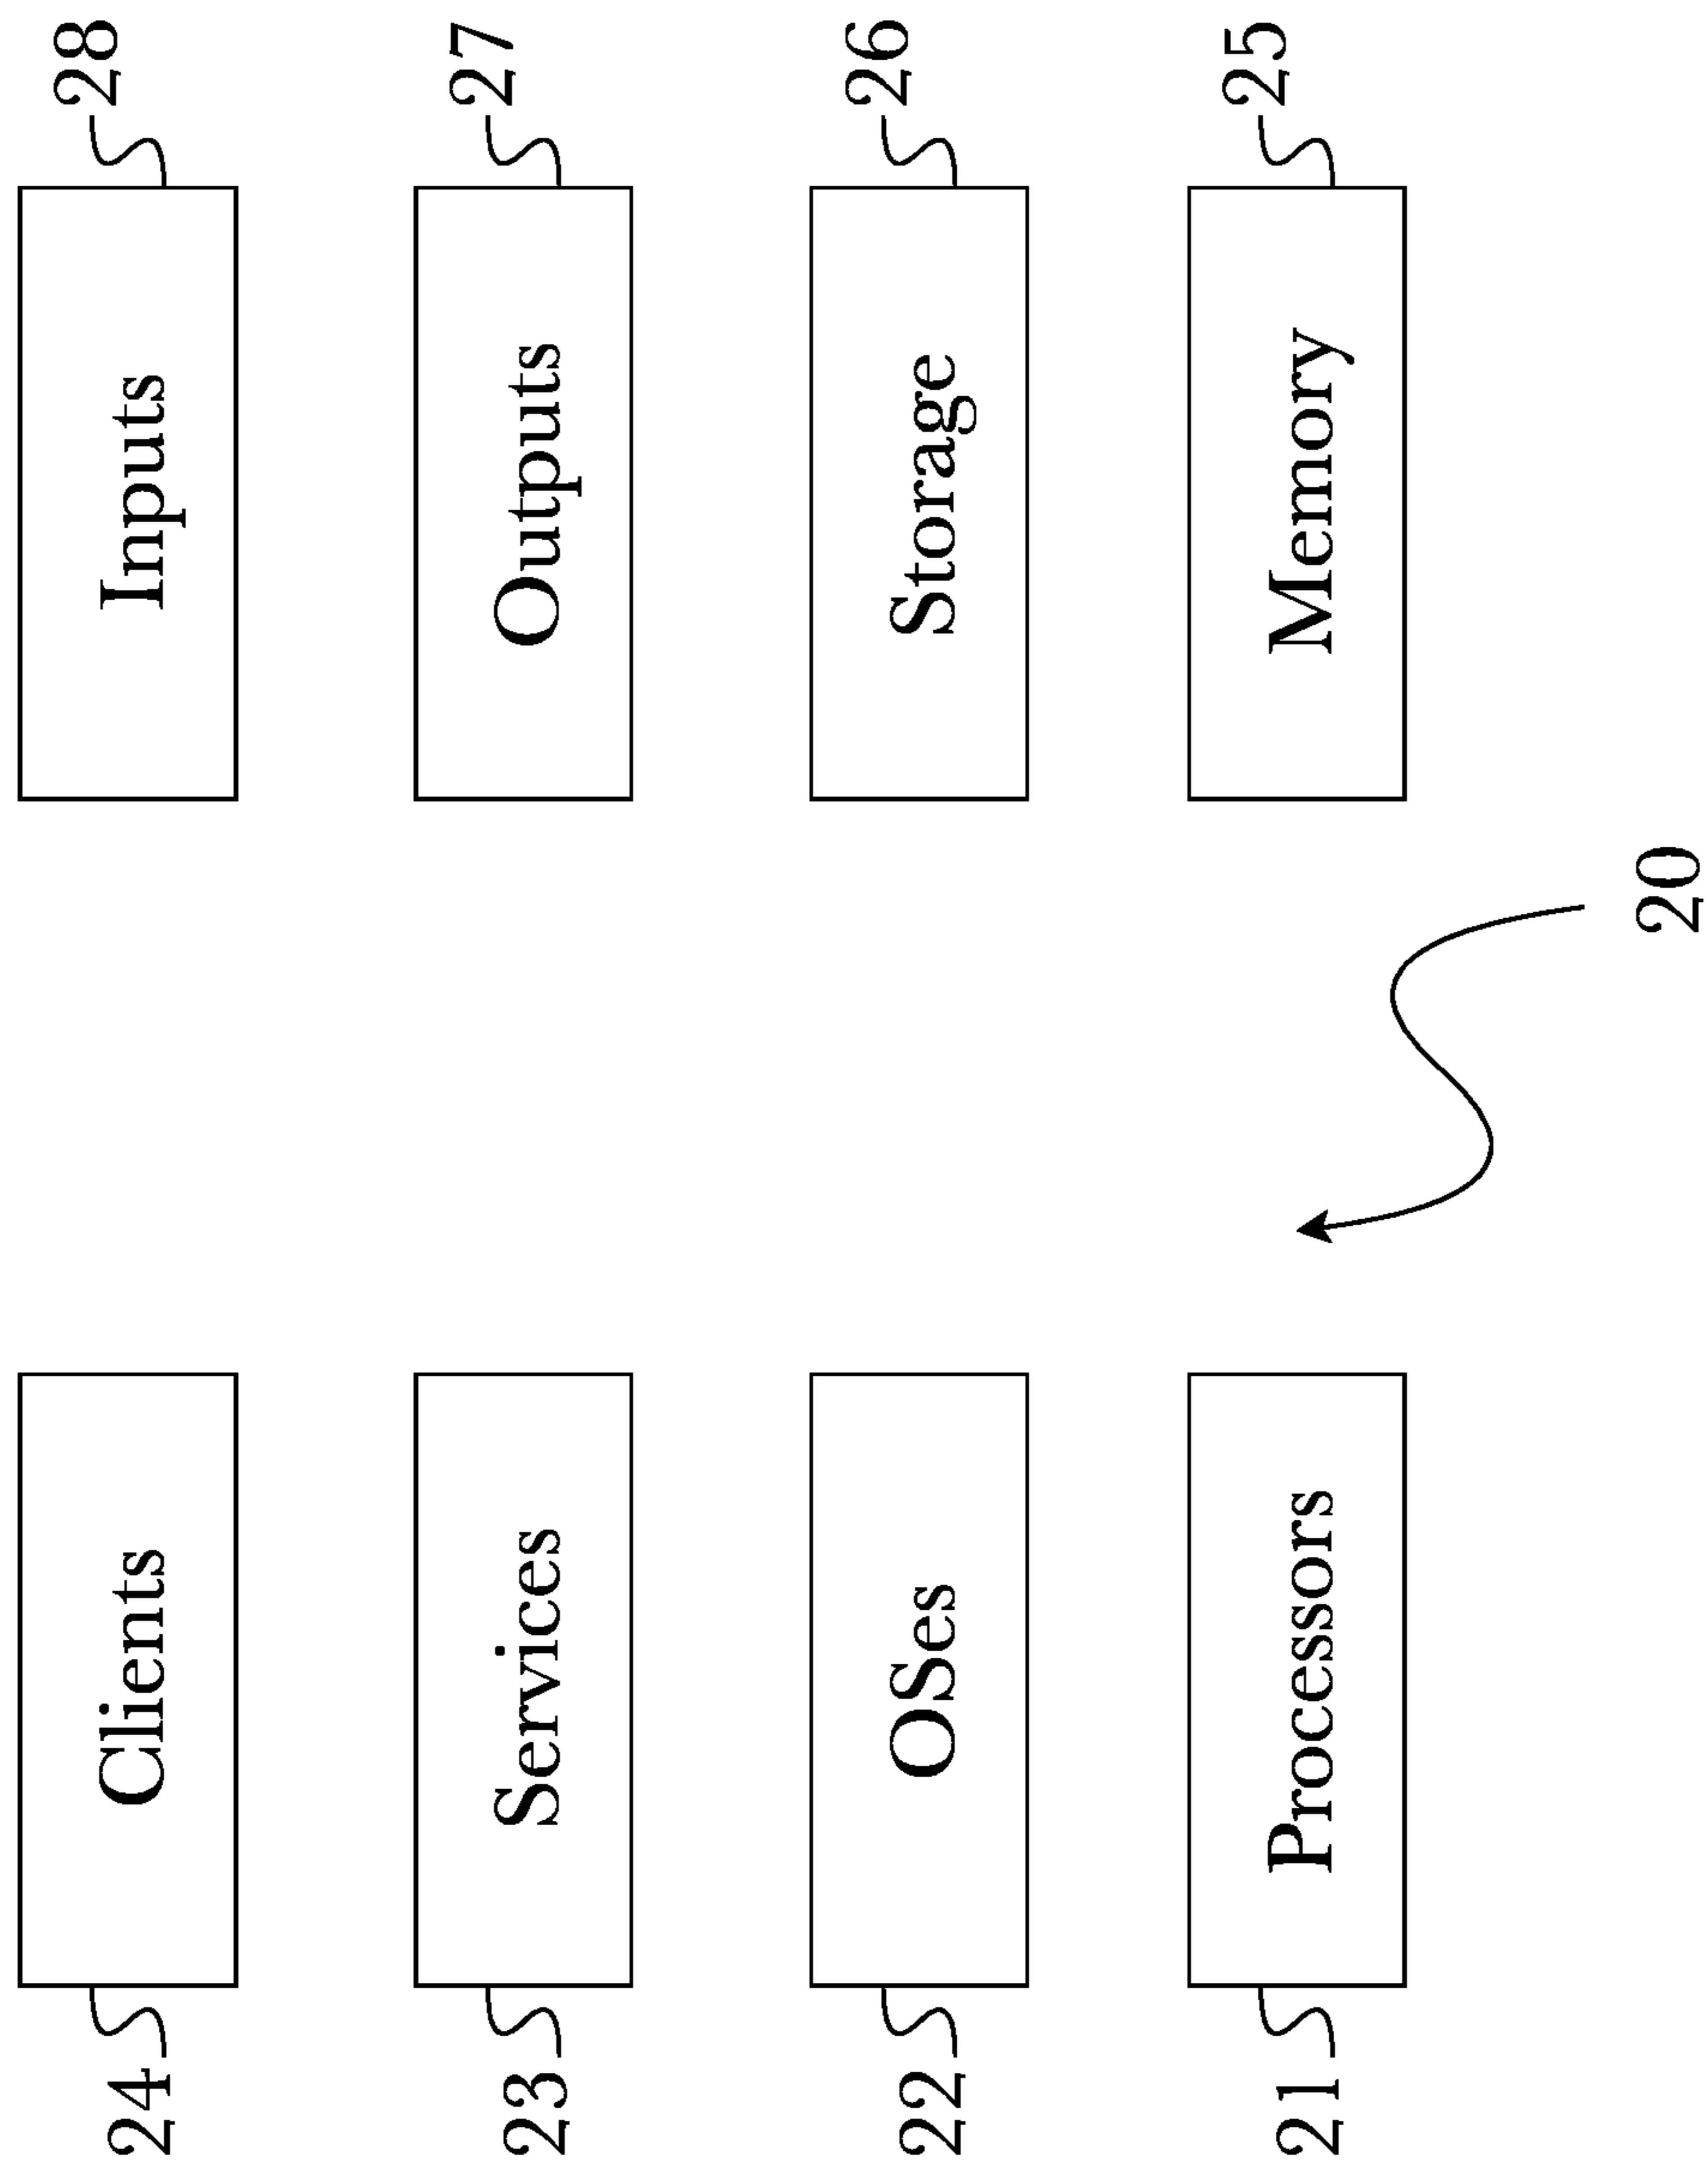 24
Clients
Inputs
28
23
Services
Outputs
27
22
OSes
Storage
26
21
Processors
Memory
25
20